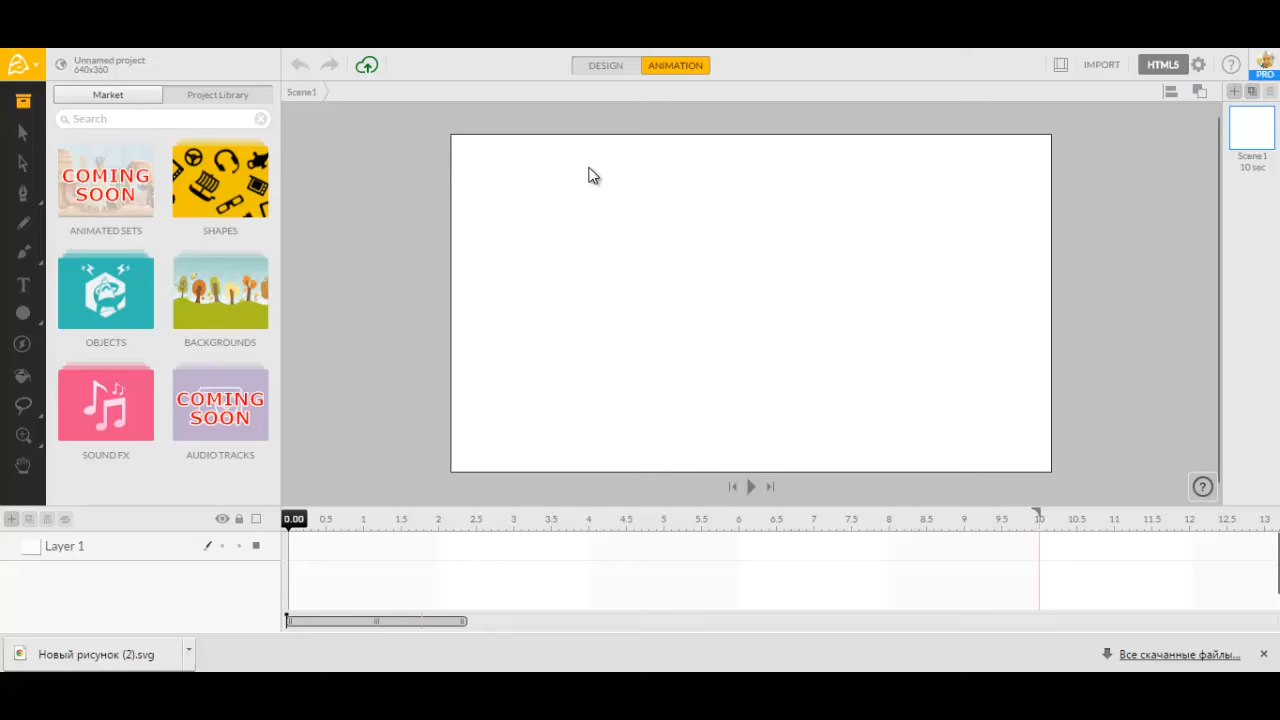 Unnamed project
640x360
DESIGN
ANIMATION
IMPORT
HTML5
?
PRO
Market
Project Library
Scene1
Search
COMING
SOON
ANIMATED SETS
SHAPES
Scene1
10 sec
OBJECTS
BACKGROUNDS
COMING
SOON
SOUND FX
AUDIO TRACKS
T
?
0.00 0.5 1 1.5 2 2.5 3 3.5 4 4.5 5 5.5 6 6.5 7 7.5 8 8.5 9 9.5 10 10.5 11 11.5 12 12.5 13
Layer 1
Новый рисунок (2).svg
Все скачанные файлы...